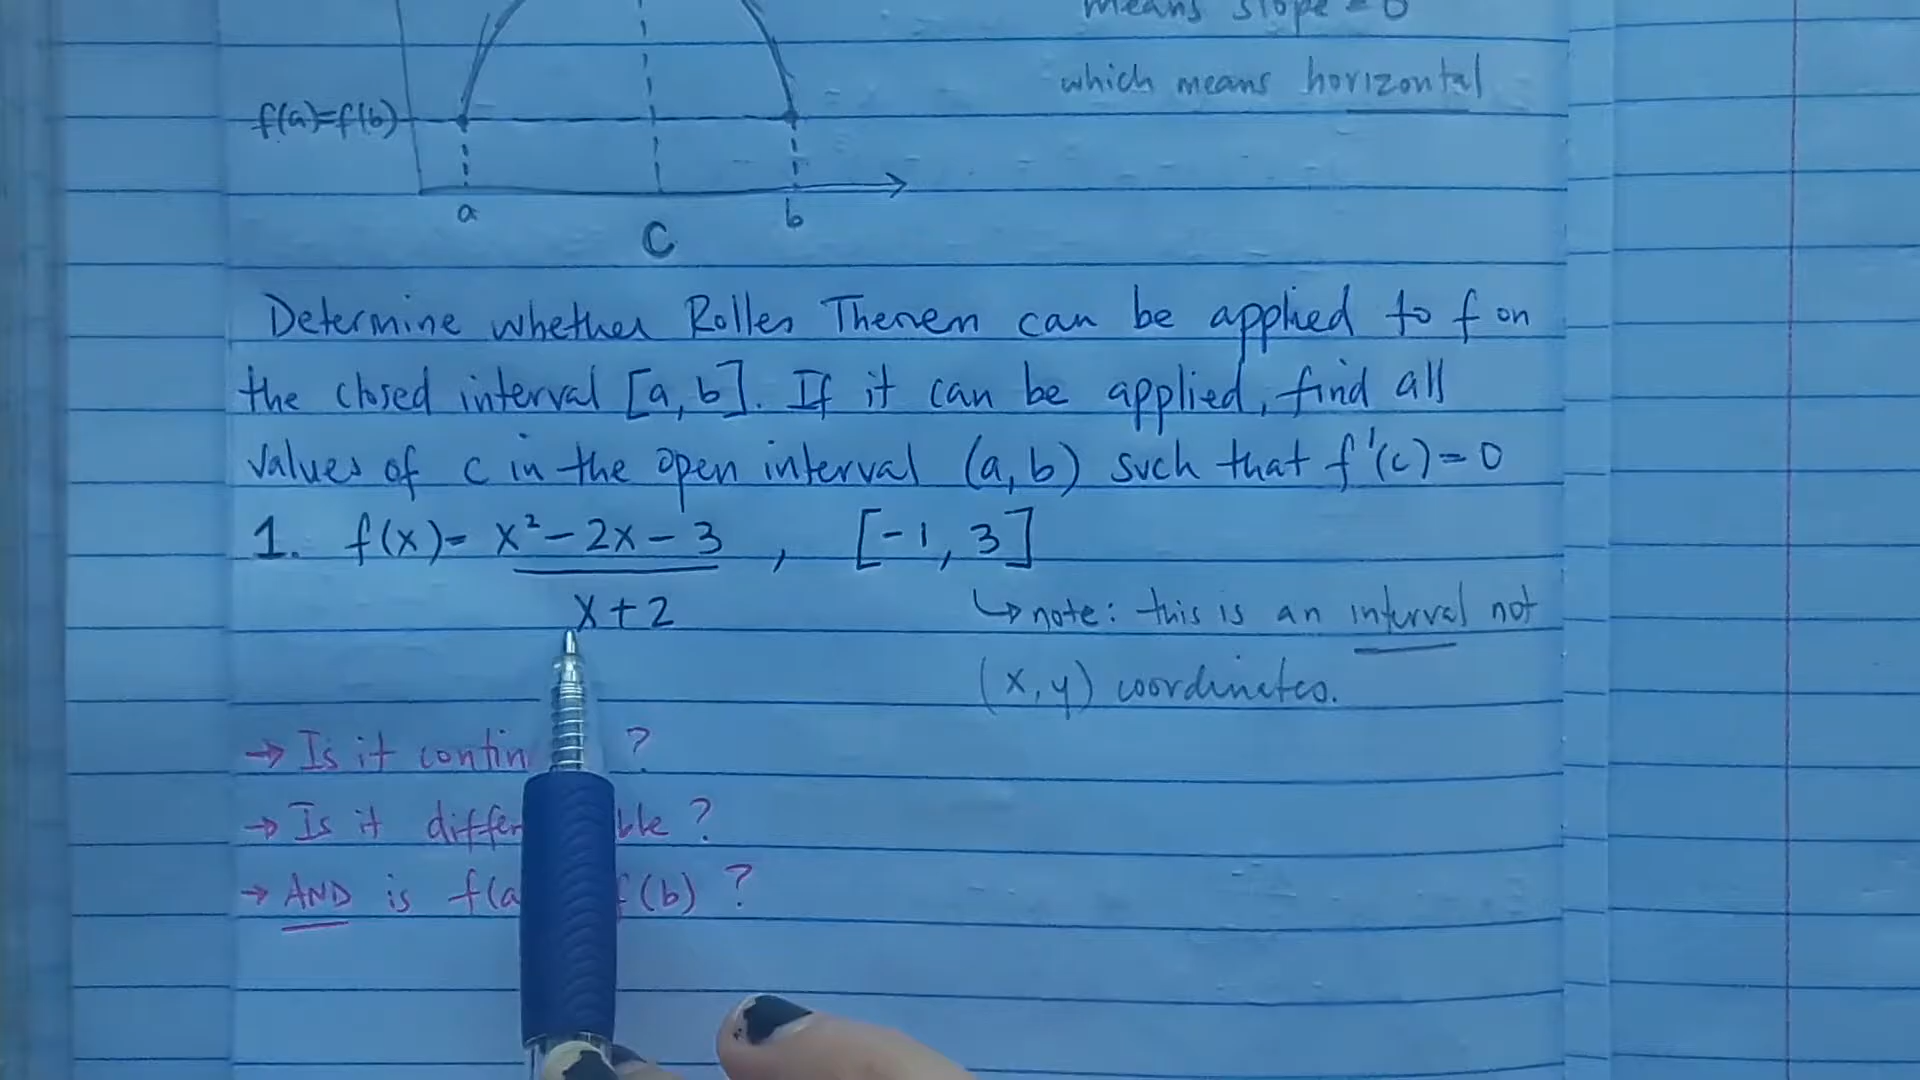 means slope = 0
which means horizontal
f(a)=f(b)
a
b
C
Determine whether Rolles Theorem can be applied to f on
the closed interval [a, b]. If it can be applied, find all
values of c in the open interval (a, b) such that f'(c) = 0
1. f(x) = x² - 2x - 3 , [-1, 3]
x + 2
↳ note: this is an interval not
(x, y) coordinates.
→ Is it contin ?
→ Is it differ ble ?
→ AND is f(a f(b) ?